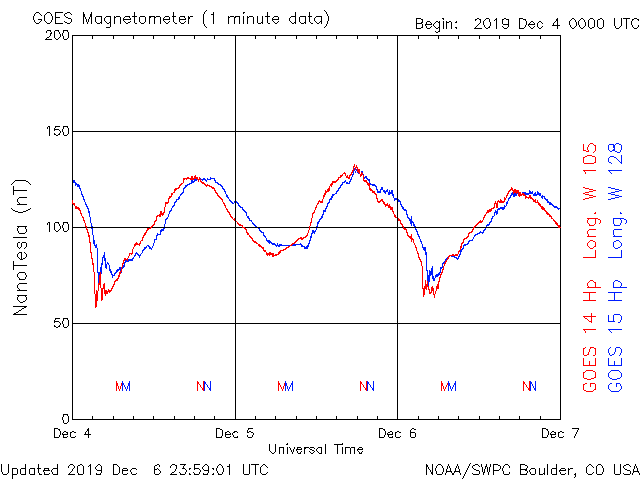 GOES Magnetometer (1 minute data)
Begin: 2019 Dec 4 0000 UTC
200
150
100
50
0
NanoTesla (nT)
M M N N M M N N M M N N
Dec 4 Dec 5 Dec 6 Dec 7
Universal Time
GOES 14 Hp Long. W 105
GOES 15 Hp Long. W 128
Updated 2019 Dec 6 23:59:01 UTC
NOAA/SWPC Boulder, CO USA